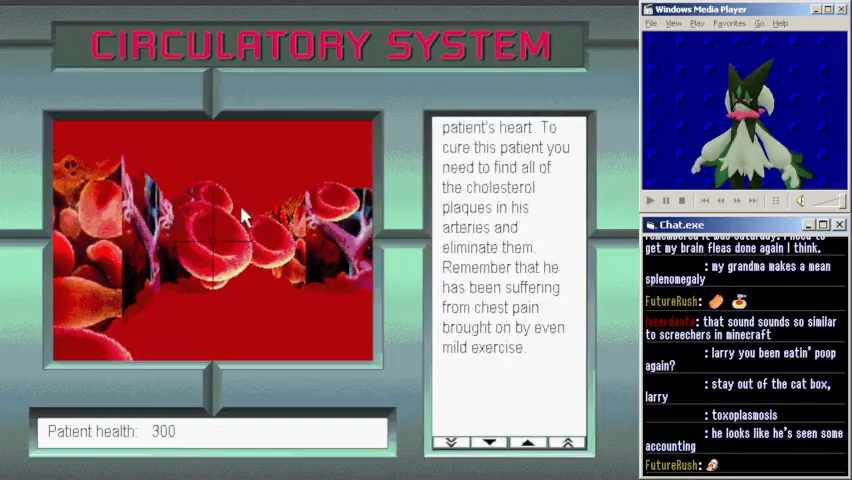 CIRCULATORY SYSTEM
patient's heart. To
cure this patient you
need to find all of
the cholesterol
plaques in his
arteries and
eliminate them.
Remember that he
has been suffering
from chest pain
brought on by even
mild exercise.
Patient health: 300
Windows Media Player
File View Play Favorites Go Help
Chat.exe
get my brain fleas done again I think.
: my grandma makes a mean
splenomegaly
FutureRush:
: that sound sounds so similar
to screechers in minecraft
: larry you been eatin' poop
again?
: stay out of the cat box,
larry
: toxoplasmosis
: he looks like he's seen some
accounting
FutureRush: